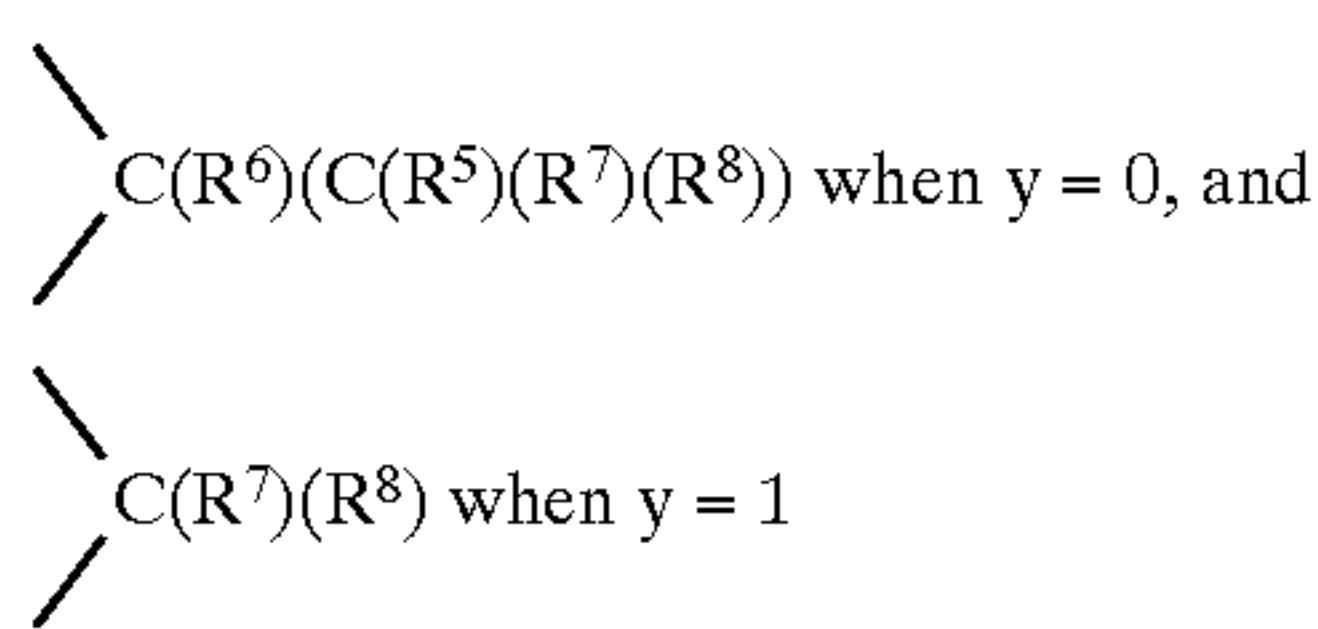 C(R⁶)(C(R⁵)(R⁷)(R⁸)) when y = 0, and
C(R⁷)(R⁸) when y = 1